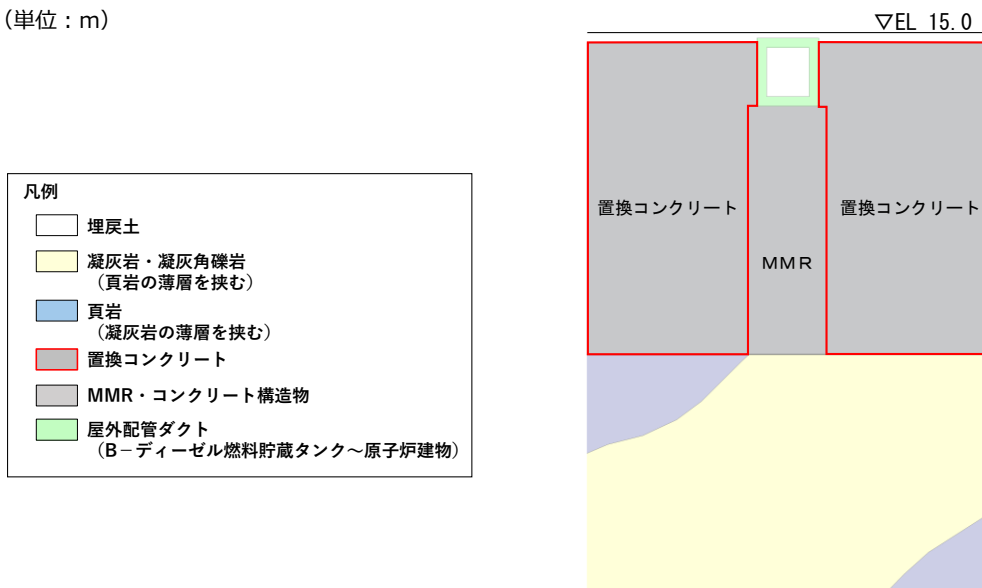 （単位：m）
▽EL 15.0
凡例
埋戻土
凝灰岩・凝灰角礫岩
（頁岩の薄層を挟む）
頁岩
（凝灰岩の薄層を挟む）
置換コンクリート
MMR・コンクリート構造物
屋外配管ダクト
（B－ディーゼル燃料貯蔵タンク～原子炉建物）
置換コンクリート
MMR
置換コンクリート